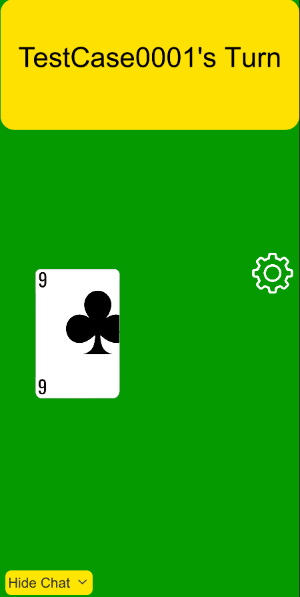 TestCase0001's Turn
9
9
Hide Chat